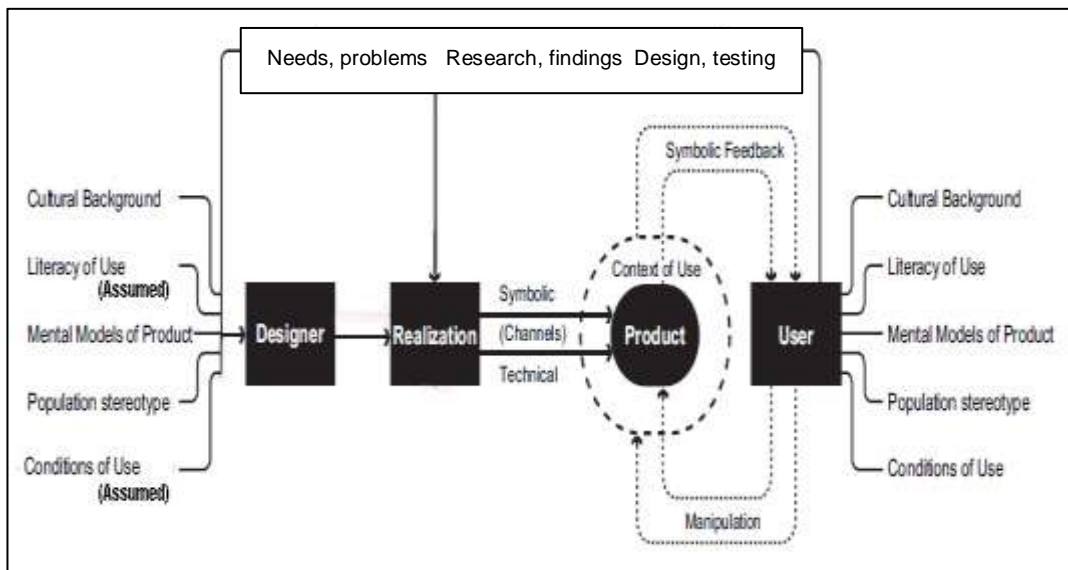 Needs, problems Research, findings Design, testing
Symbolic Feedback
Cultural Background
Literacy of Use
(Assumed)
Mental Models of Product
Population stereotype
Conditions of Use
(Assumed)
Designer
Realization
Symbolic
(Channels)
Technical
Context of Use
Product
User
Cultural Background
Literacy of Use
Mental Models of Product
Population stereotype
Conditions of Use
Manipulation